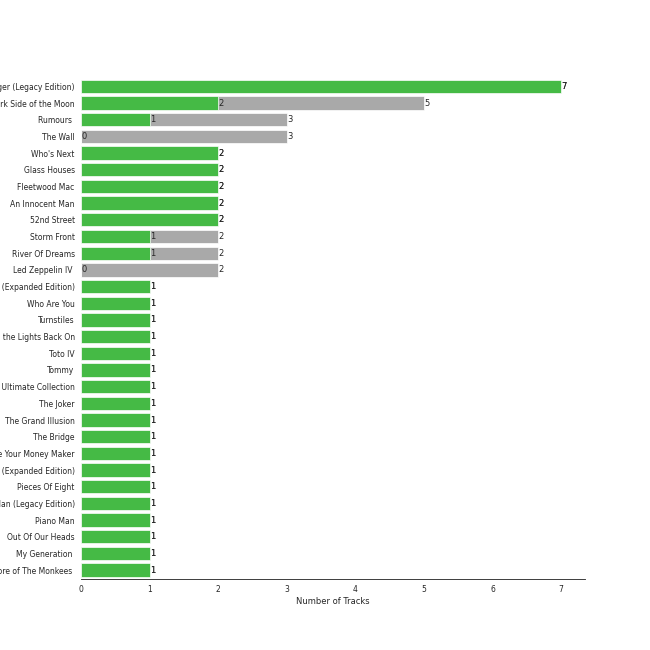 ger (Legacy Edition) 7
rk Side of the Moon 2 5
Rumours 1 3
The Wall 0 3
Who's Next 2
Glass Houses 2
Fleetwood Mac 2
An Innocent Man 2
52nd Street 2
Storm Front 1 2
River Of Dreams 1 2
Led Zeppelin IV 0 2
(Expanded Edition) 1
Who Are You 1
Turnstiles 1
the Lights Back On 1
Toto IV 1
Tommy 1
Ultimate Collection 1
The Joker 1
The Grand Illusion 1
The Bridge 1
e Your Money Maker 1
(Expanded Edition) 1
Pieces Of Eight 1
lan (Legacy Edition) 1
Piano Man 1
Out Of Our Heads 1
My Generation 1
ore of The Monkees 1
0 1 2 3 4 5 6 7
Number of Tracks